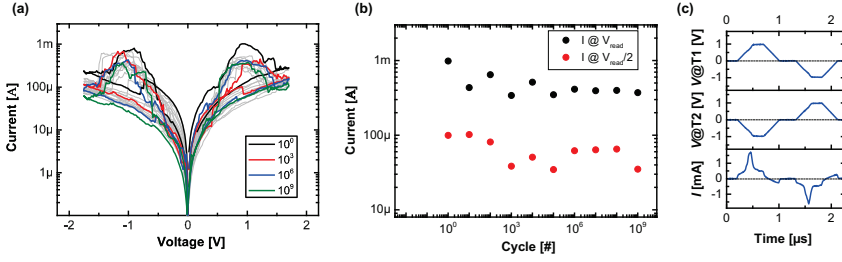 (a)
Current [A]
1m
100µ
10µ
1µ
10⁰
10³
10⁶
10⁹
-2 -1 0 1 2
Voltage [V]
(b)
Current [A]
1m
100µ
10µ
I @ V_read
I @ V_read/2
10⁰ 10³ 10⁶ 10⁹
Cycle [#]
(c)
0 1 2
V@T1 [V]
1
0
-1
V@T2 [V]
1
0
-1
I [mA]
1
0
-1
0 1 2
Time [µs]